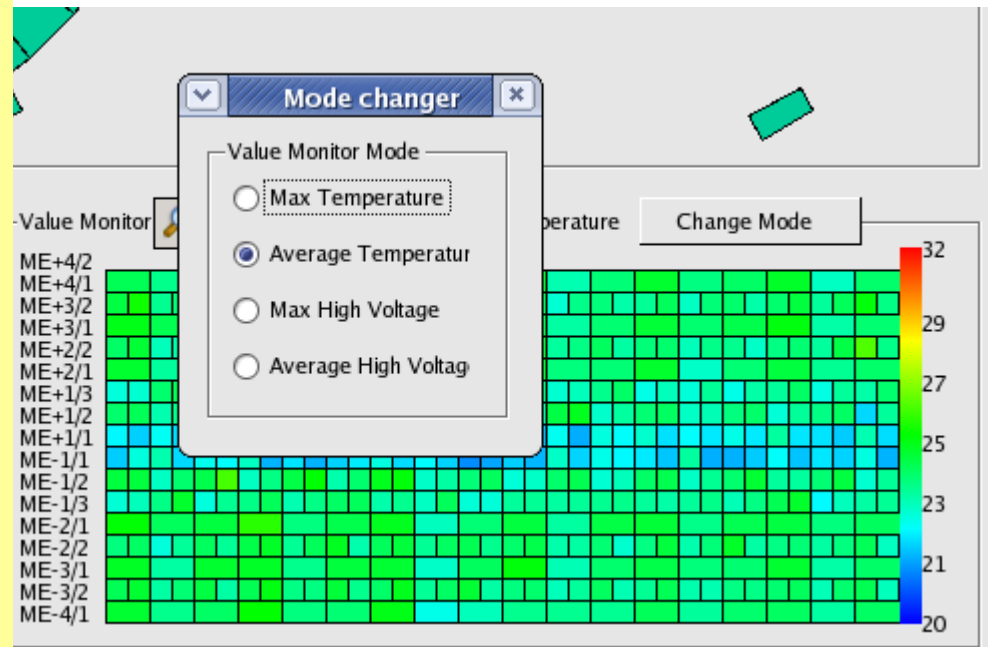 Mode changer
Value Monitor Mode
Max Temperature
Average Temperatur
Max High Voltage
Average High Voltag
Value Monitor
perature
Change Mode
ME+4/2
ME+4/1
ME+3/2
ME+3/1
ME+2/2
ME+2/1
ME+1/3
ME+1/2
ME+1/1
ME-1/1
ME-1/2
ME-1/3
ME-2/1
ME-2/2
ME-3/1
ME-3/2
ME-4/1
32
29
27
25
23
21
20